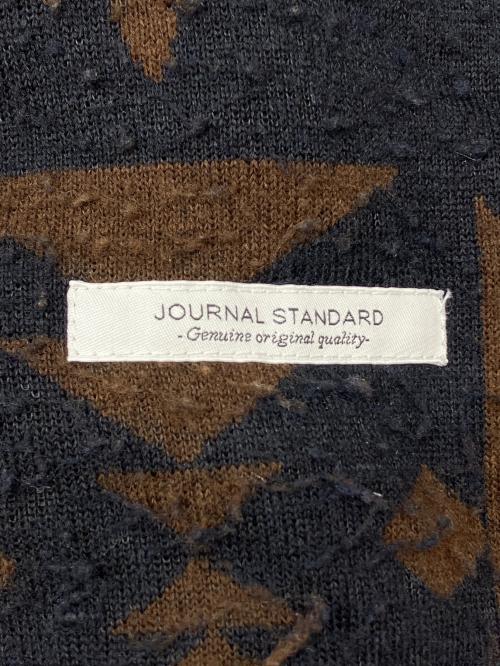 JOURNAL STANDARD
- Genuine original quality-